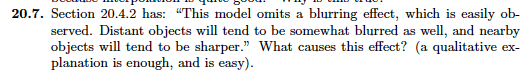 20.7. Section 20.4.2 has: “This model omits a blurring effect, which is easily ob-
served. Distant objects will tend to be somewhat blurred as well, and nearby
objects will tend to be sharper.” What causes this effect? (a qualitative ex-
planation is enough, and is easy).